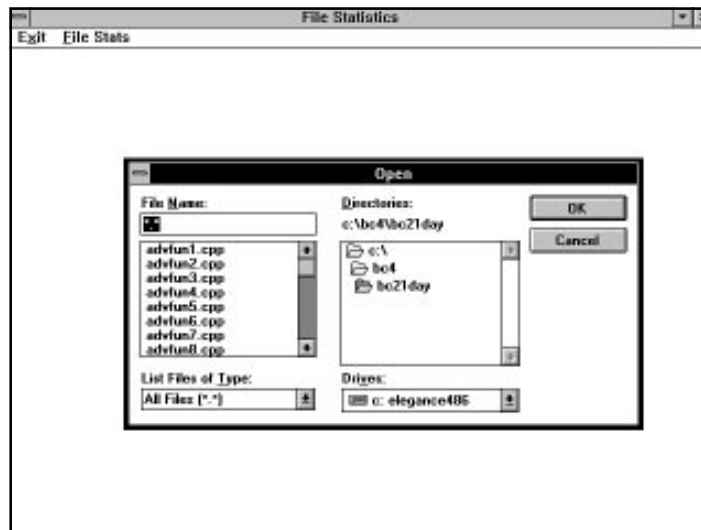 File Statistics
Exit File Stats
Open
File Name:
*.*
advfun1.cpp
advfun2.cpp
advfun3.cpp
advfun4.cpp
advfun5.cpp
advfun6.cpp
advfun7.cpp
advfun8.cpp
List Files of Type:
All Files (*.*)
Directories:
c:\bc4\bc21day
c:\
bc4
bc21day
Drives:
c: elegance486
OK
Cancel